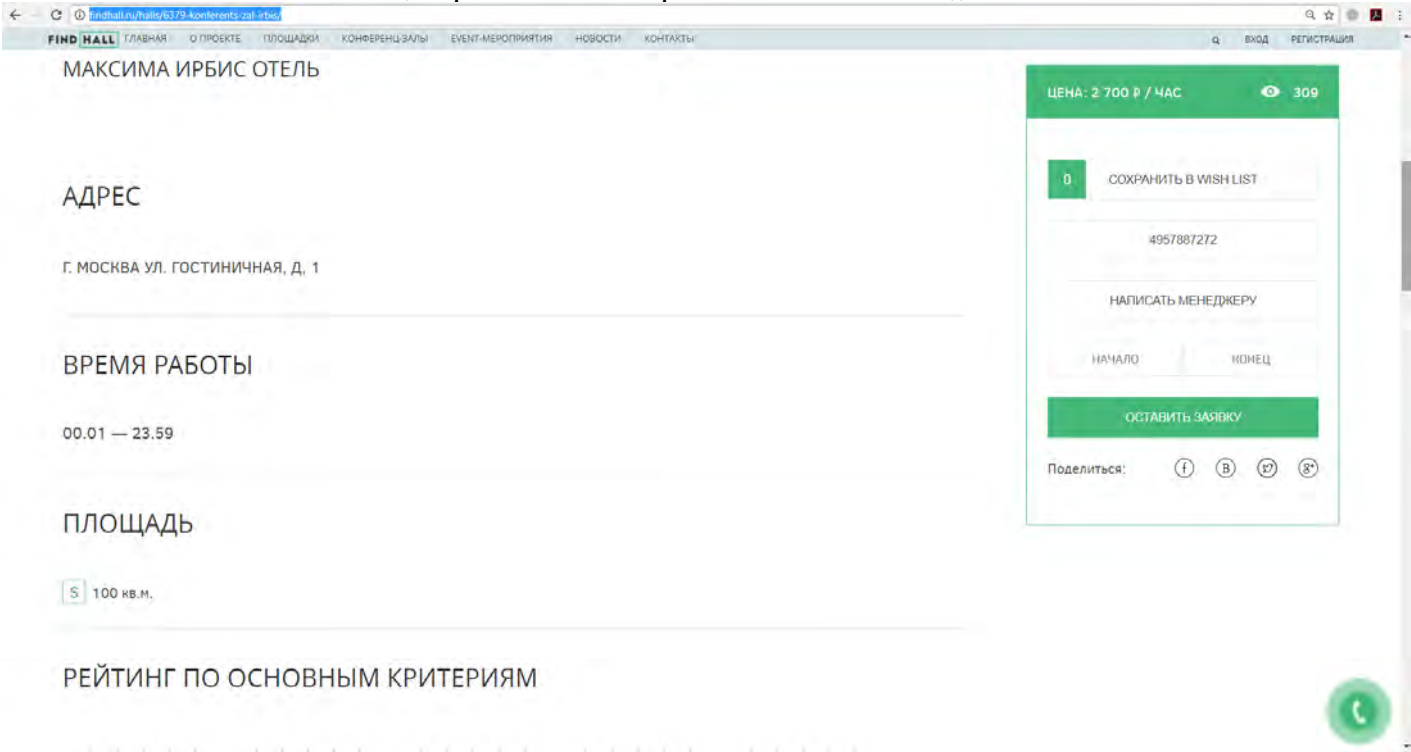 findhall.ru/halls/6379-konferents-zal-irbis/
FIND HALL ГЛАВНАЯ О ПРОЕКТЕ ПЛОЩАДКИ КОНФЕРЕНЦ-ЗАЛЫ EVENT-МЕРОПРИЯТИЯ НОВОСТИ КОНТАКТЫ ВХОД РЕГИСТРАЦИЯ
МАКСИМА ИРБИС ОТЕЛЬ
АДРЕС
Г. МОСКВА УЛ. ГОСТИНИЧНАЯ, Д. 1
ВРЕМЯ РАБОТЫ
00.01 — 23.59
ПЛОЩАДЬ
S 100 кв.м.
РЕЙТИНГ ПО ОСНОВНЫМ КРИТЕРИЯМ
ЦЕНА: 2 700 ₽ / ЧАС 309
0 СОХРАНИТЬ В WISH LIST
4957887272
НАПИСАТЬ МЕНЕДЖЕРУ
НАЧАЛО КОНЕЦ
ОСТАВИТЬ ЗАЯВКУ
Поделиться: